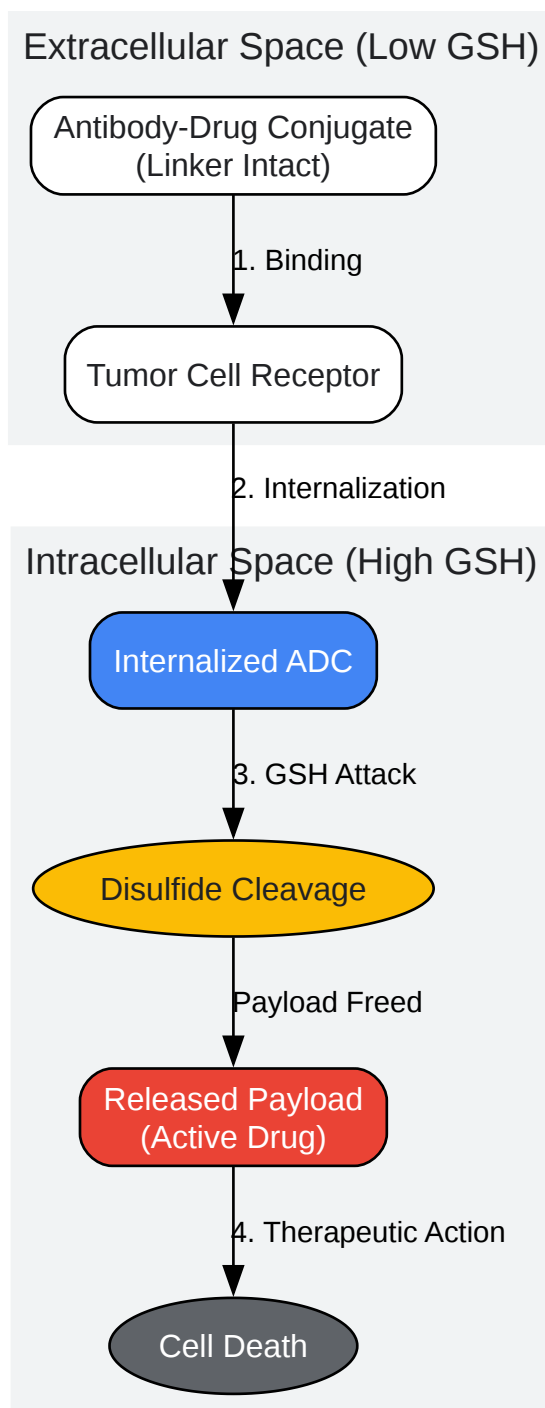 Extracellular Space (Low GSH)
Antibody-Drug Conjugate
(Linker Intact)
1. Binding
Tumor Cell Receptor
2. Internalization
Intracellular Space (High GSH)
Internalized ADC
3. GSH Attack
Disulfide Cleavage
Payload Freed
Released Payload
(Active Drug)
4. Therapeutic Action
Cell Death